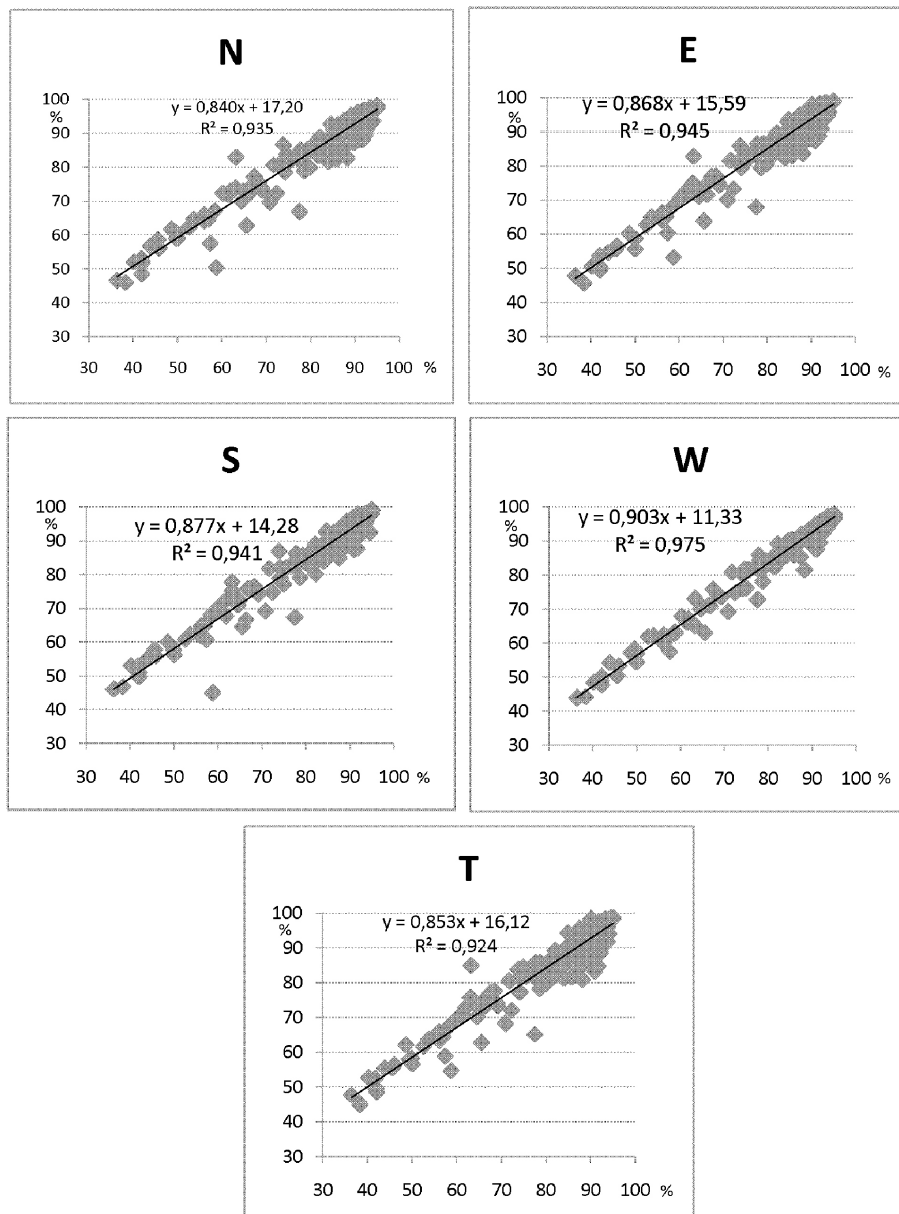 N
100
%
90
80
70
60
50
40
30
y = 0,840x + 17,20
R² = 0,935
30 40 50 60 70 80 90 100 %
E
100
%
90
80
70
60
50
40
30
y = 0,868x + 15,59
R² = 0,945
30 40 50 60 70 80 90 100 %
S
100
%
90
80
70
60
50
40
30
y = 0,877x + 14,28
R² = 0,941
30 40 50 60 70 80 90 100 %
W
100
%
90
80
70
60
50
40
30
y = 0,903x + 11,33
R² = 0,975
30 40 50 60 70 80 90 100 %
T
100
%
90
80
70
60
50
40
30
y = 0,853x + 16,12
R² = 0,924
30 40 50 60 70 80 90 100 %